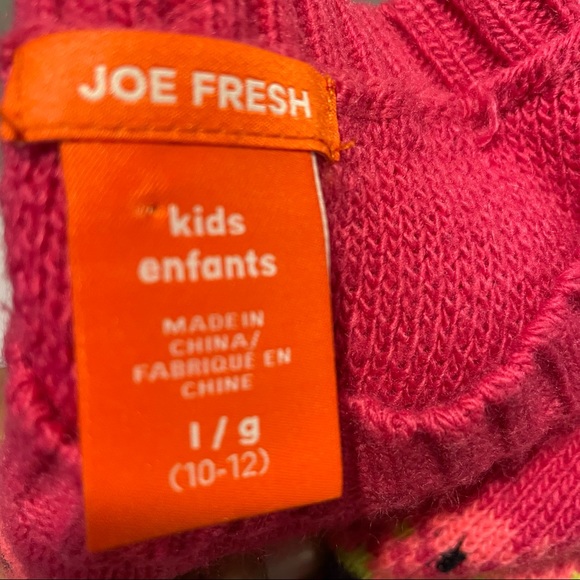 JOE FRESH
kids
enfants
MADE IN
CHINA/
FABRIQUÉ EN
CHINE
l/g
(10-12)